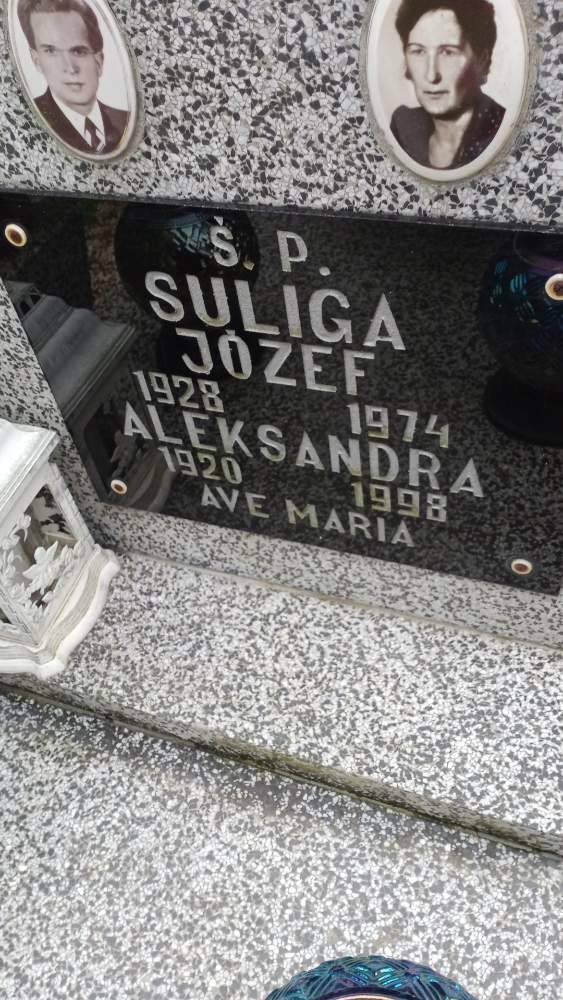 Ś. P.
SULIGA
JÓZEF
1928 1974
ALEKSANDRA
1920 1998
AVE MARIA